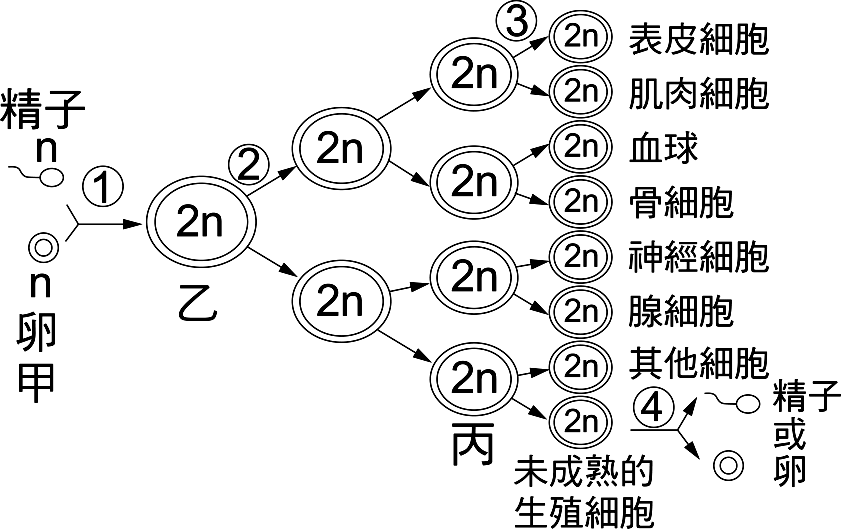 精子
n
①
n
卵
甲
2n
乙
②
2n
2n
2n
2n
2n
2n
丙
③
2n 表皮細胞
2n 肌肉細胞
2n 血球
2n 骨細胞
2n 神經細胞
2n 腺細胞
2n 其他細胞
2n
未成熟的
生殖細胞
④
精子
或
卵